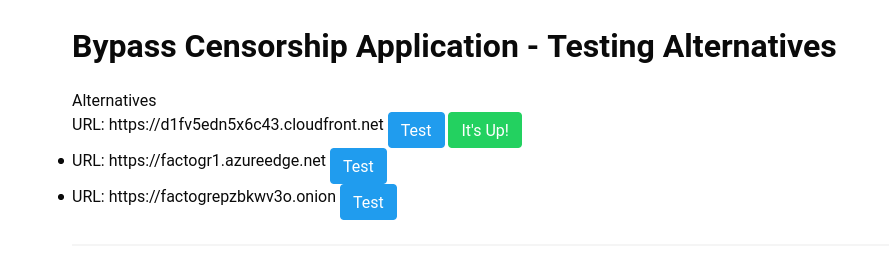 Bypass Censorship Application - Testing Alternatives
Alternatives
URL: https://d1fv5edn5x6c43.cloudfront.net Test It's Up!
URL: https://factogr1.azureedge.net Test
URL: https://factogrepzbkwv3o.onion Test